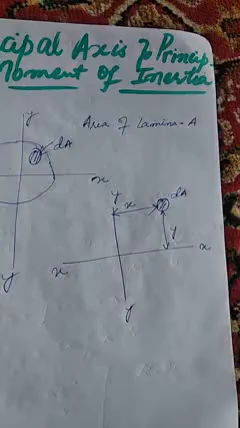 cipal Axis & Princip
Moment of Inertia
y
Area of Lamina = A
dA
x
y
dA
x
y
x
x
y
y